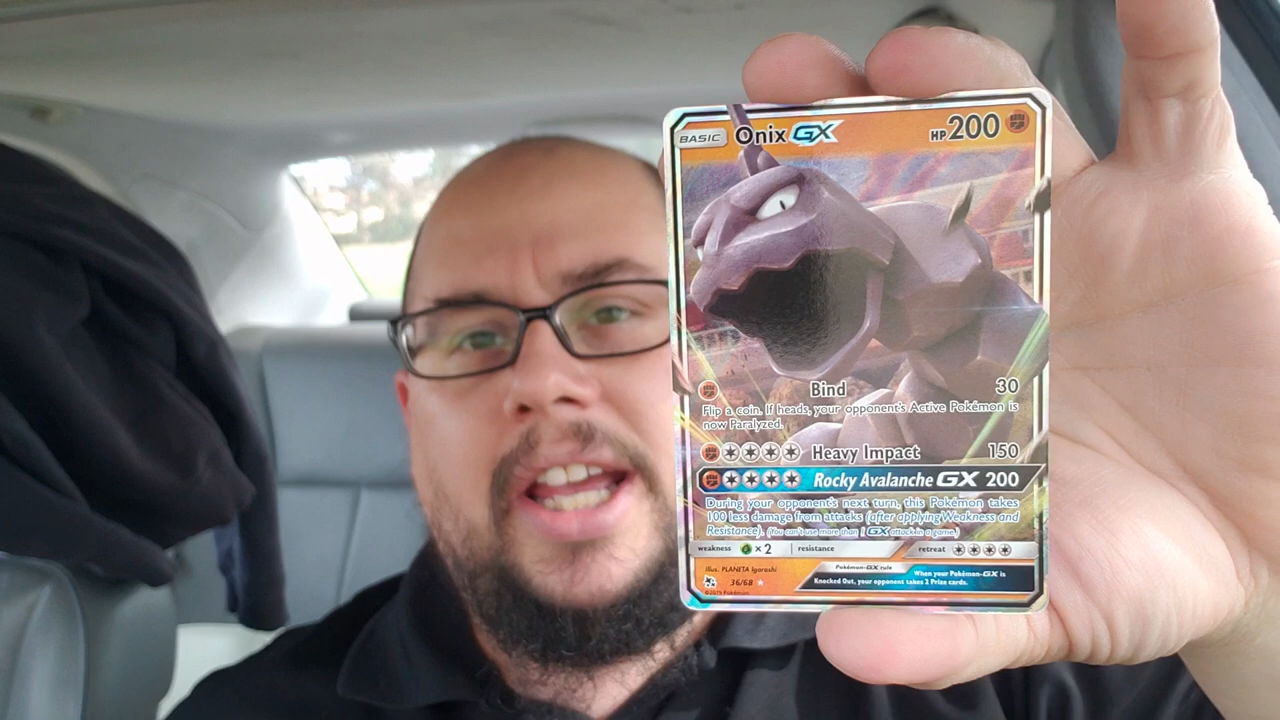 BASIC Onix GX HP 200
Bind 30
Flip a coin. If heads, your opponent's Active Pokémon is
now Paralyzed.
Heavy Impact 150
Rocky Avalanche GX 200
During your opponent's next turn, this Pokémon takes
100 less damage from attacks (after applying Weakness and
Resistance). (You can't use more than 1 GX attack in a game.)
weakness ×2 resistance retreat
Illus. PLANETA Igarashi Pokémon-GX rule When your Pokémon-GX is
36/68 Knocked Out, your opponent takes 2 Prize cards.
©2019 Pokémon